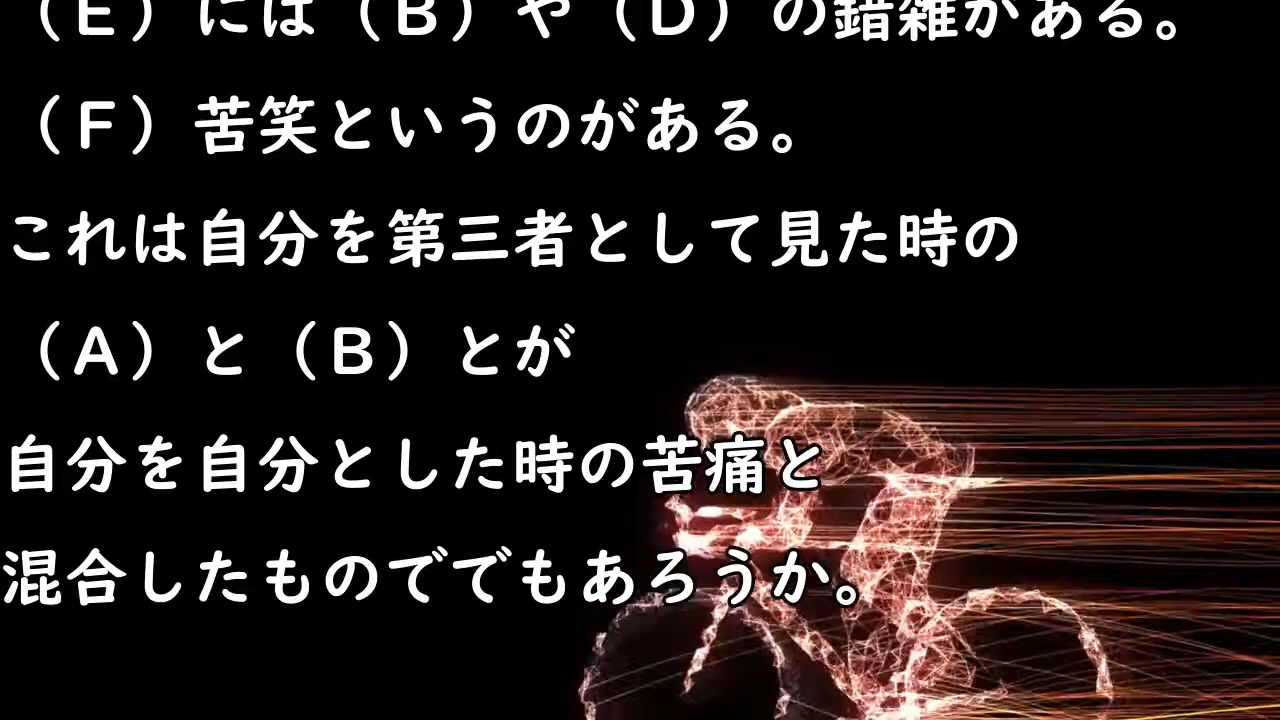 （Ｅ）には（Ｂ）や（Ｄ）の錯雑がある。
（Ｆ）苦笑というのがある。
これは自分を第三者として見た時の
（Ａ）と（Ｂ）とが
自分を自分とした時の苦痛と
混合したものででもあろうか。